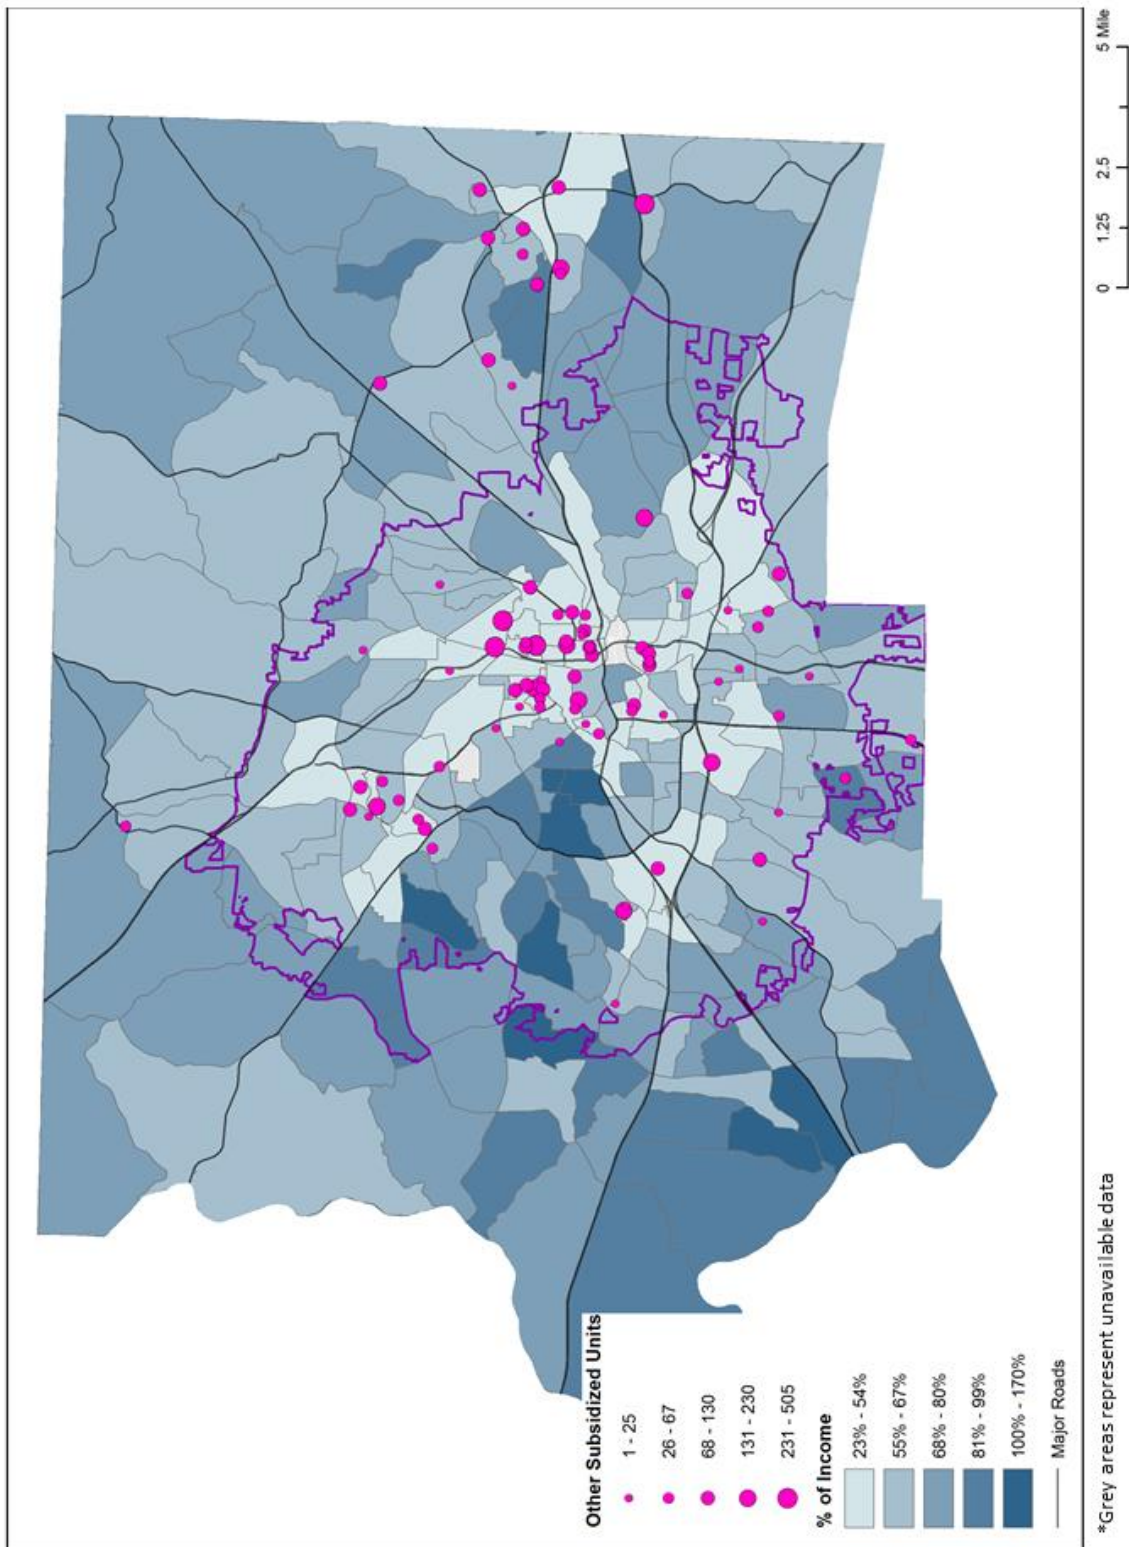 Other Subsidized Units
1 - 25
26 - 67
68 - 130
131 - 230
231 - 505
% of Income
23% - 54%
55% - 67%
68% - 80%
81% - 99%
100% - 170%
Major Roads
*Grey areas represent unavailable data
0 1.25 2.5 5 Mile